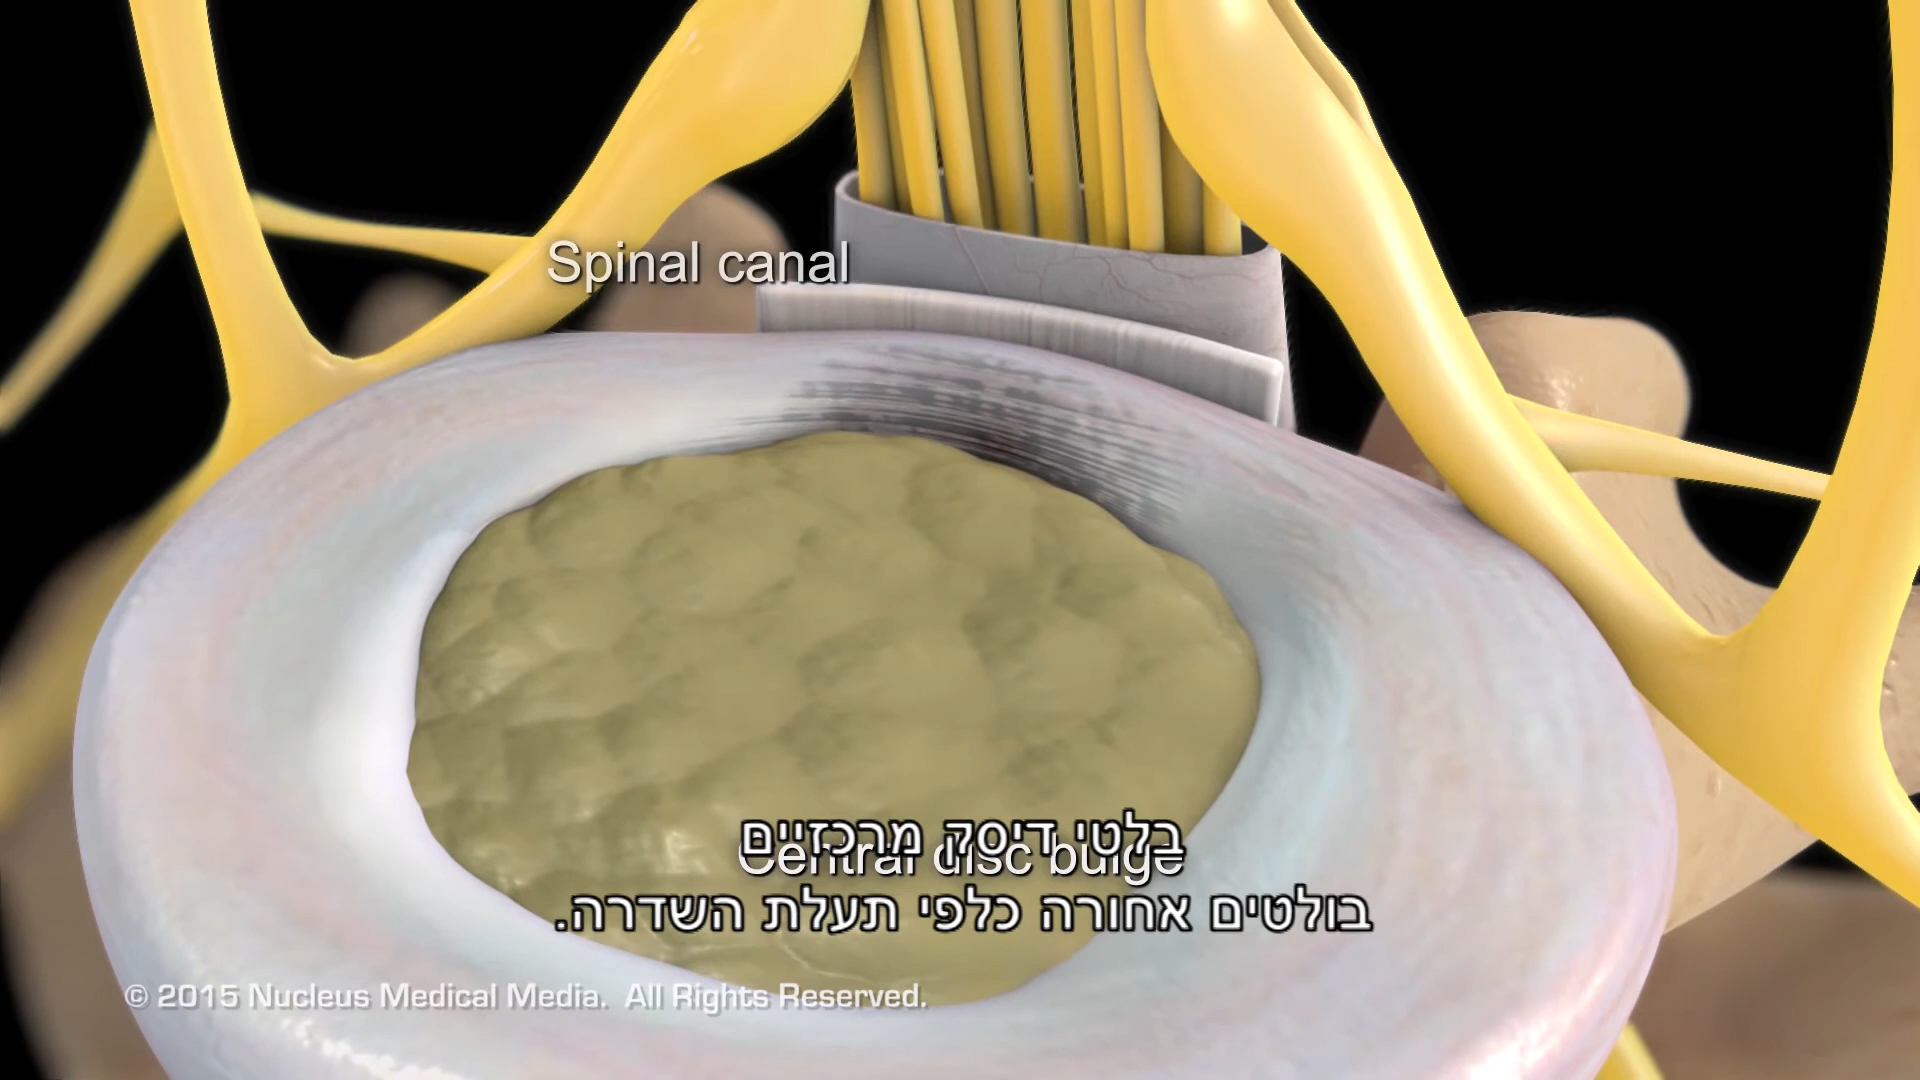 Spinal canal
בלטי דיסק מרכזיים
Central disc bulge
בולטים אחורה כלפי תעלת השדרה.
© 2015 Nucleus Medical Media. All Rights Reserved.